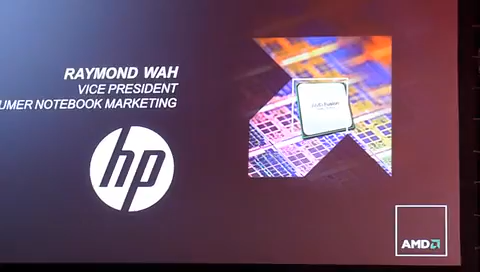 RAYMOND WAH
VICE PRESIDENT
UMER NOTEBOOK MARKETING
hp
AMD